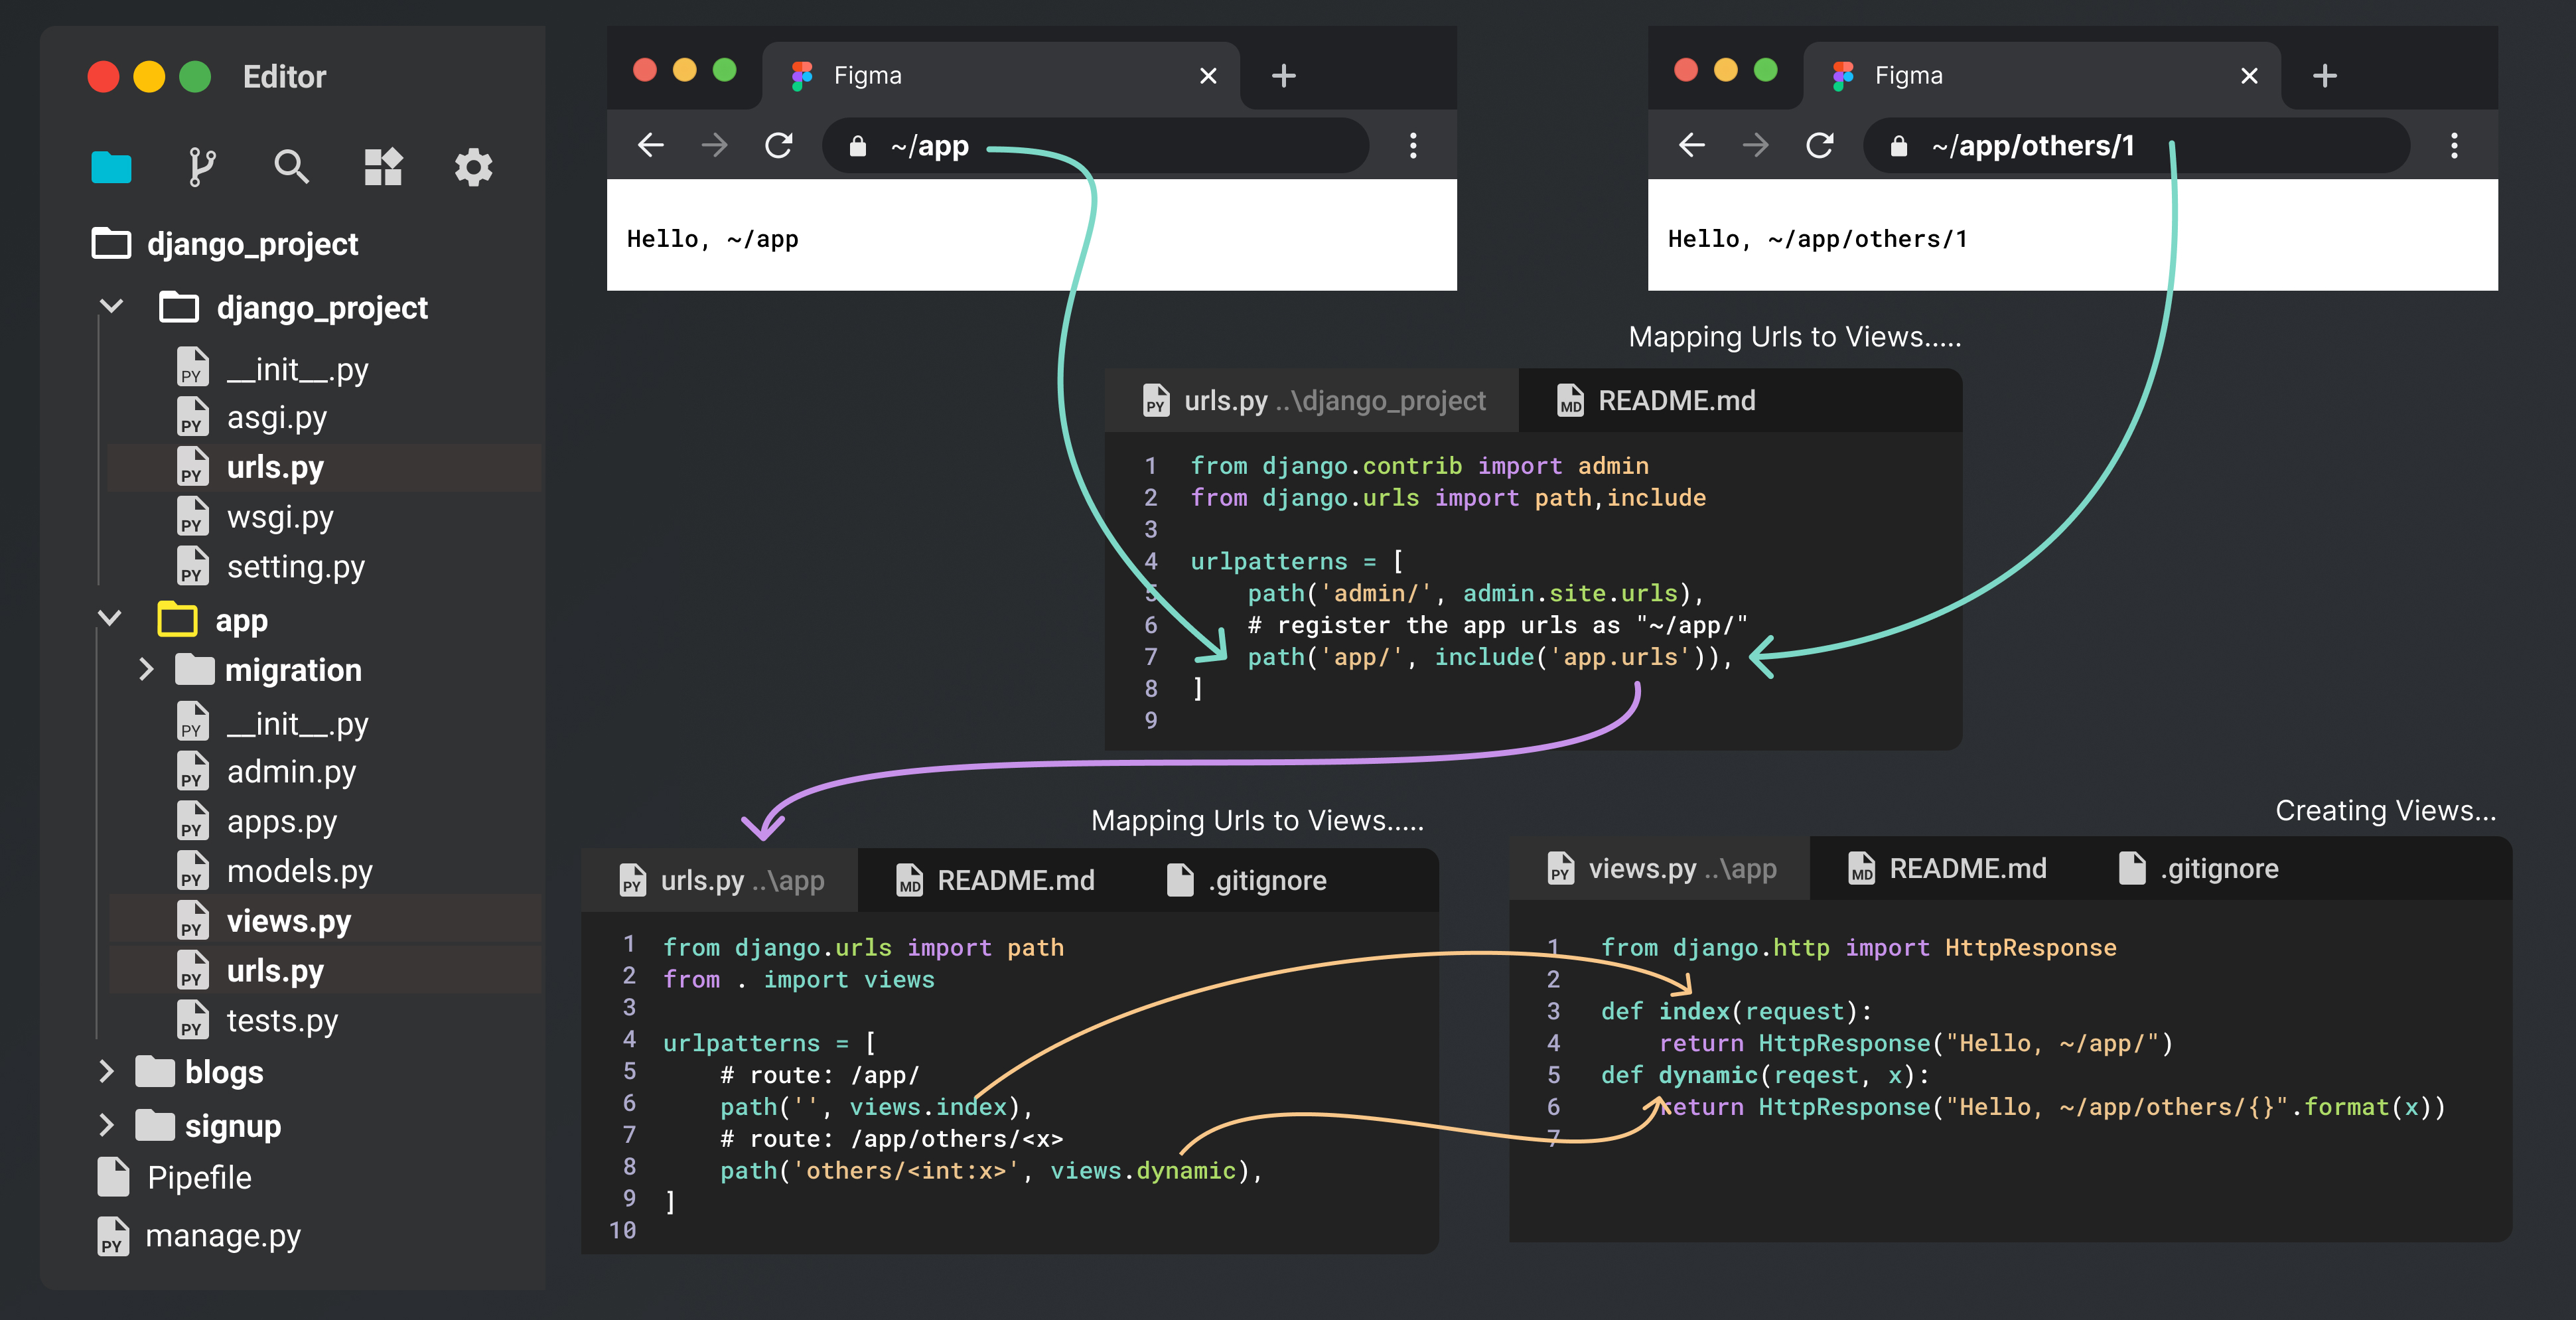 Editor
django_project
django_project
PY __init__.py
PY asgi.py
PY urls.py
PY wsgi.py
PY setting.py
app
migration
PY __init__.py
PY admin.py
PY apps.py
PY models.py
PY views.py
PY urls.py
PY tests.py
blogs
signup
Pipefile
PY manage.py
Figma
~/app
Hello, ~/app
Figma
~/app/others/1
Hello, ~/app/others/1
Mapping Urls to Views.....
PY urls.py ..\django_project MD README.md
1 from django.contrib import admin
2 from django.urls import path,include
3
4 urlpatterns = [
5 path('admin/', admin.site.urls),
6 # register the app urls as "~/app/"
7 path('app/', include('app.urls')),
8 ]
9
Mapping Urls to Views.....
PY urls.py ..\app MD README.md .gitignore
1 from django.urls import path
2 from . import views
3
4 urlpatterns = [
5 # route: /app/
6 path('', views.index),
7 # route: /app/others/<x>
8 path('others/<int:x>', views.dynamic),
9 ]
10
Creating Views...
PY views.py ..\app MD README.md .gitignore
1 from django.http import HttpResponse
2
3 def index(request):
4 return HttpResponse("Hello, ~/app/")
5 def dynamic(reqest, x):
6 return HttpResponse("Hello, ~/app/others/{}".format(x))
7